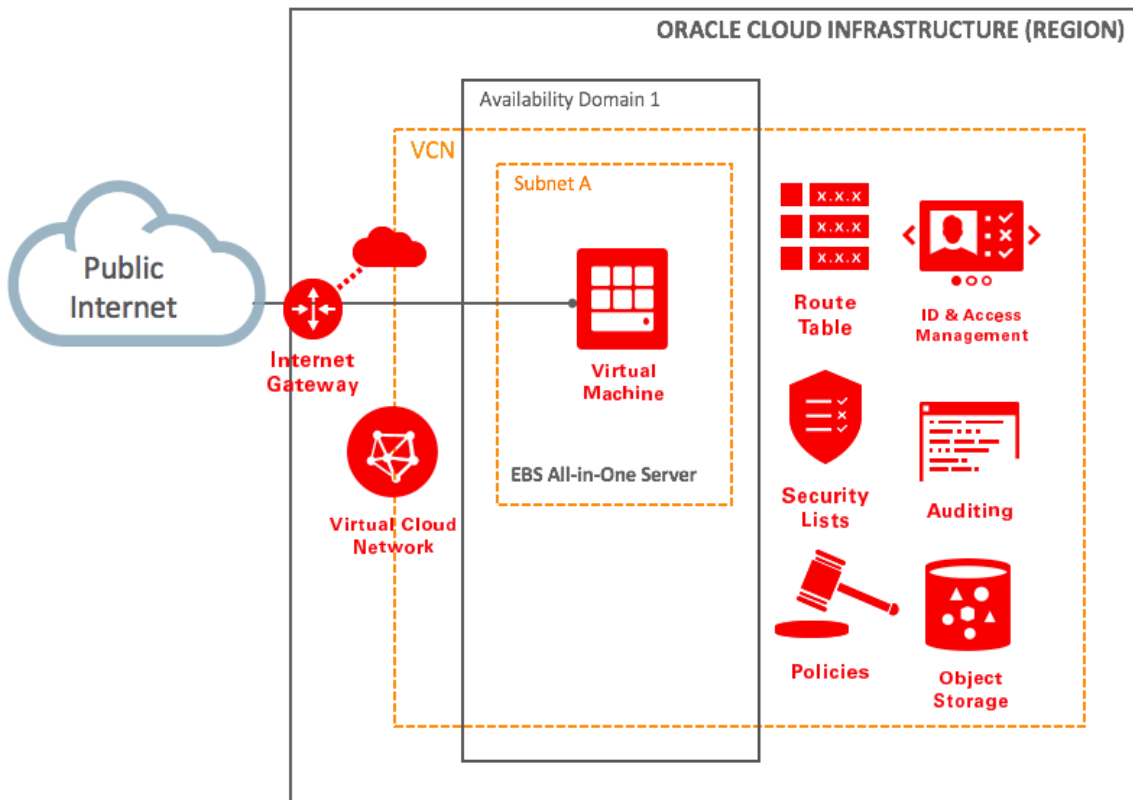 ORACLE CLOUD INFRASTRUCTURE (REGION)
Availability Domain 1
VCN
Subnet A
Public
Internet
Internet
Gateway
Virtual Cloud
Network
Virtual
Machine
EBS All-in-One Server
x.x.x
x.x.x
x.x.x
Route
Table
ID & Access
Management
Security
Lists
Auditing
Policies
Object
Storage